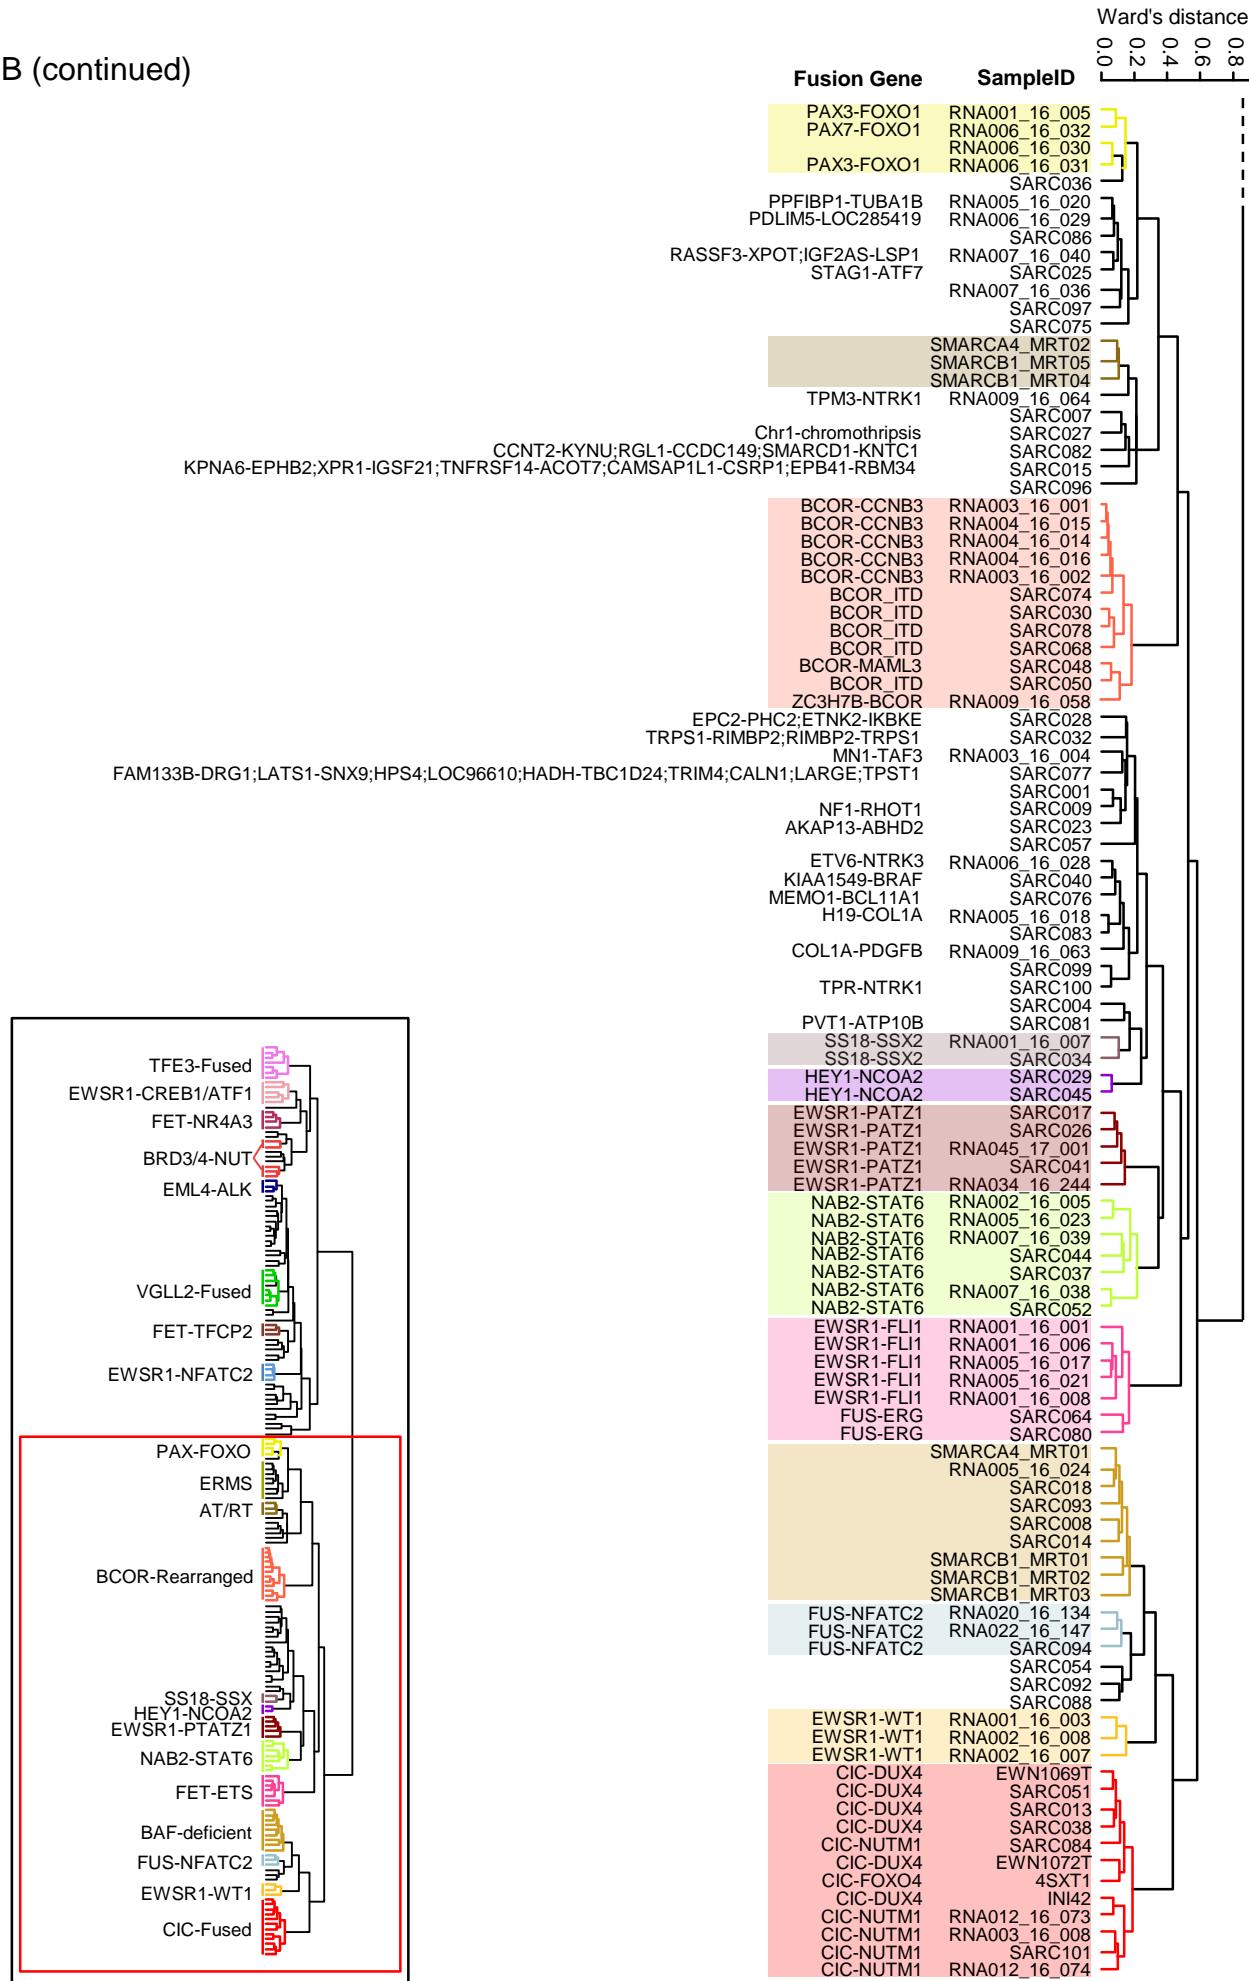 Ward's distance
0.0 0.2 0.4 0.6 0.8
B (continued)
Fusion Gene SampleID
PAX3-FOXO1 RNA001_16_005
PAX7-FOXO1 RNA006_16_032
RNA006_16_030
PAX3-FOXO1 RNA006_16_031
SARC036
PPFIBP1-TUBA1B RNA005_16_020
PDLIM5-LOC285419 RNA006_16_029
SARC086
RASSF3-XPOT;IGF2AS-LSP1 RNA007_16_040
STAG1-ATF7 SARC025
RNA007_16_036
SARC097
SARC075
SMARCA4_MRT02
SMARCB1_MRT05
SMARCB1_MRT04
TPM3-NTRK1 RNA009_16_064
SARC007
Chr1-chromothripsis SARC027
CCNT2-KYNU;RGL1-CCDC149;SMARCD1-KNTC1 SARC082
KPNA6-EPHB2;XPR1-IGSF21;TNFRSF14-ACOT7;CAMSAP1L1-CSRP1;EPB41-RBM34 SARC015
SARC096
BCOR-CCNB3 RNA003_16_001
BCOR-CCNB3 RNA004_16_015
BCOR-CCNB3 RNA004_16_014
BCOR-CCNB3 RNA004_16_016
BCOR-CCNB3 RNA003_16_002
BCOR_ITD SARC074
BCOR_ITD SARC030
BCOR_ITD SARC078
BCOR_ITD SARC068
BCOR-MAML3 SARC048
BCOR_ITD SARC050
ZC3H7B-BCOR RNA009_16_058
EPC2-PHC2;ETNK2-IKBKE SARC028
TRPS1-RIMBP2;RIMBP2-TRPS1 SARC032
MN1-TAF3 RNA003_16_004
FAM133B-DRG1;LATS1-SNX9;HPS4;LOC96610;HADH-TBC1D24;TRIM4;CALN1;LARGE;TPST1 SARC077
SARC001
NF1-RHOT1 SARC009
AKAP13-ABHD2 SARC023
SARC057
ETV6-NTRK3 RNA006_16_028
KIAA1549-BRAF SARC040
MEMO1-BCL11A1 SARC076
H19-COL1A RNA005_16_018
SARC083
COL1A-PDGFB RNA009_16_063
SARC099
TPR-NTRK1 SARC100
SARC004
PVT1-ATP10B SARC081
SS18-SSX2 RNA001_16_007
SS18-SSX2 SARC034
HEY1-NCOA2 SARC029
HEY1-NCOA2 SARC045
EWSR1-PATZ1 SARC017
EWSR1-PATZ1 SARC026
EWSR1-PATZ1 RNA045_17_001
EWSR1-PATZ1 SARC041
EWSR1-PATZ1 RNA034_16_244
NAB2-STAT6 RNA002_16_005
NAB2-STAT6 RNA005_16_023
NAB2-STAT6 RNA007_16_039
NAB2-STAT6 SARC044
NAB2-STAT6 SARC037
NAB2-STAT6 RNA007_16_038
NAB2-STAT6 SARC052
EWSR1-FLI1 RNA001_16_001
EWSR1-FLI1 RNA001_16_006
EWSR1-FLI1 RNA005_16_017
EWSR1-FLI1 RNA005_16_021
EWSR1-FLI1 RNA001_16_008
FUS-ERG SARC064
FUS-ERG SARC080
SMARCA4_MRT01
RNA005_16_024
SARC018
SARC093
SARC008
SARC014
SMARCB1_MRT01
SMARCB1_MRT02
SMARCB1_MRT03
FUS-NFATC2 RNA020_16_134
FUS-NFATC2 RNA022_16_147
FUS-NFATC2 SARC094
SARC054
SARC092
SARC088
EWSR1-WT1 RNA001_16_003
EWSR1-WT1 RNA002_16_008
EWSR1-WT1 RNA002_16_007
CIC-DUX4 EWN1069T
CIC-DUX4 SARC051
CIC-DUX4 SARC013
CIC-DUX4 SARC038
CIC-NUTM1 SARC084
CIC-DUX4 EWN1072T
CIC-FOXO4 4SXT1
CIC-DUX4 INI42
CIC-NUTM1 RNA012_16_073
CIC-NUTM1 RNA003_16_008
CIC-NUTM1 SARC101
CIC-NUTM1 RNA012_16_074
TFE3-Fused
EWSR1-CREB1/ATF1
FET-NR4A3
BRD3/4-NUT
EML4-ALK
VGLL2-Fused
FET-TFCP2
EWSR1-NFATC2
PAX-FOXO
ERMS
AT/RT
BCOR-Rearranged
SS18-SSX
HEY1-NCOA2
EWSR1-PTATZ1
NAB2-STAT6
FET-ETS
BAF-deficient
FUS-NFATC2
EWSR1-WT1
CIC-Fused